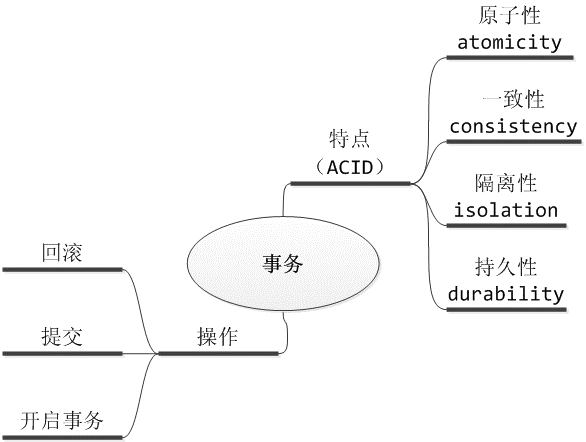 原子性
atomicity
一致性
consistency
特点
（ACID）
隔离性
isolation
持久性
durability
事务
回滚
提交
操作
开启事务